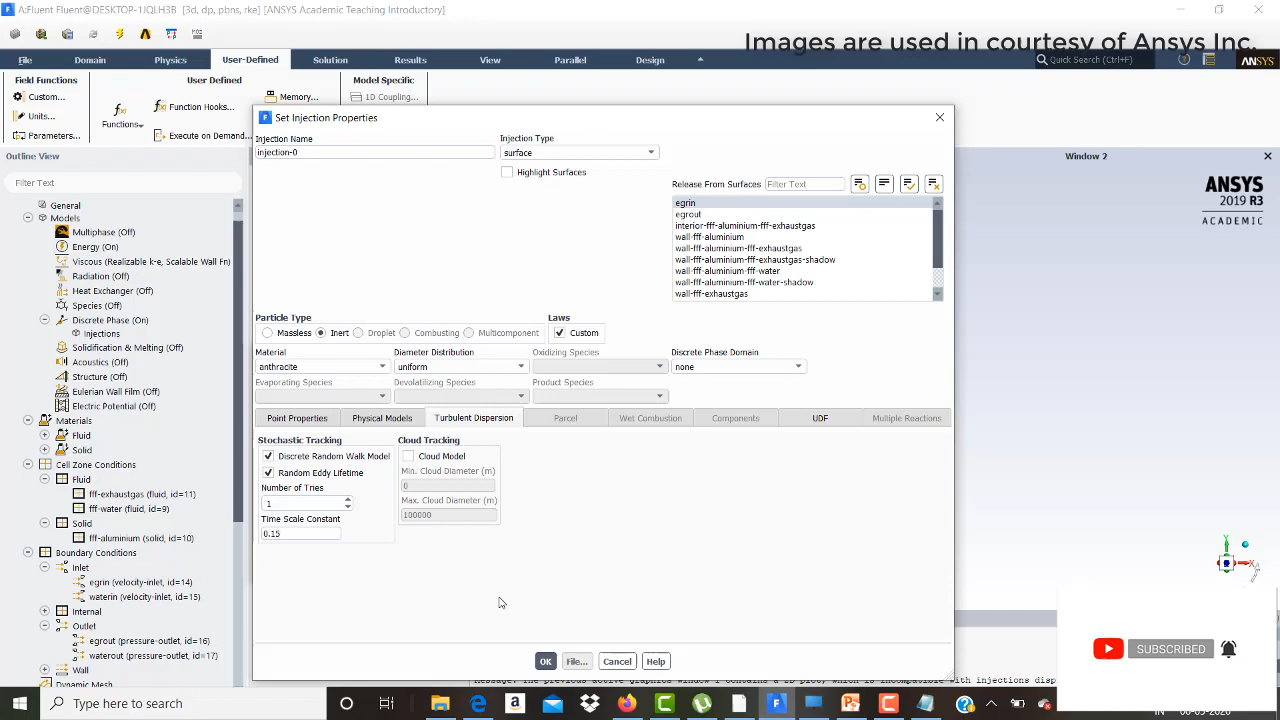 A:Fluent Fluent@DESKTOP-1JQLH3B [3d, dp, pbns, rke] [ANSYS Academic Teaching Introductory]
Images are used in courtesy of Ansys Inc.
File Domain Physics User-Defined Solution Results View Parallel Design
Quick Search (Ctrl+F)
ANSYS
Field Functions
User Defined
Model Specific
Custom...
Units...
Parameters...
Functions
Function Hooks...
Execute on Demand...
Memory...
1D Coupling...
Outline View
Filter Text
General
Models
Multiphase (Off)
Energy (On)
Viscous (Realizable k-e, Scalable Wall Fn)
Radiation (Off)
Heat Exchanger (Off)
Species (Off)
Discrete Phase (On)
Injections
Solidification & Melting (Off)
Acoustics (Off)
Structure (Off)
Eulerian Wall Film (Off)
Electric Potential (Off)
Materials
Fluid
Solid
Cell Zone Conditions
Fluid
fff-exhaustgas (fluid, id=11)
fff-water (fluid, id=9)
Solid
fff-aluminium (solid, id=10)
Boundary Conditions
Inlet
egrin (velocity-inlet, id=14)
waterin (velocity-inlet, id=15)
Internal
Outlet
egrout (pressure-outlet, id=16)
waterout (pressure-outlet, id=17)
Wall
Dynamic Mesh
Set Injection Properties
Injection Name
injection-0
Injection Type
surface
Highlight Surfaces
Release From Surfaces Filter Text
egrin
egrout
interior-fff-aluminium-fff-exhaustgas
wall-fff-aluminium
wall-fff-aluminium-fff-exhaustgas
wall-fff-aluminium-fff-exhaustgas-shadow
wall-fff-aluminium-fff-water
wall-fff-aluminium-fff-water-shadow
wall-fff-exhaustgas
Particle Type
Massless Inert Droplet Combusting Multicomponent
Laws
Custom
Material
anthracite
Diameter Distribution
uniform
Oxidizing Species
Discrete Phase Domain
none
Evaporating Species
Devolatilizing Species
Product Species
Point Properties Physical Models Turbulent Dispersion Parcel Wet Combustion Components UDF Multiple Reactions
Stochastic Tracking
Discrete Random Walk Model
Random Eddy Lifetime
Number of Tries
1
Time Scale Constant
0.15
Cloud Tracking
Cloud Model
Min. Cloud Diameter (m)
0
Max. Cloud Diameter (m)
100000
OK File... Cancel Help
Window 2
ANSYS
2019 R3
ACADEMIC
Y
X
SUBSCRIBED
Type here to search